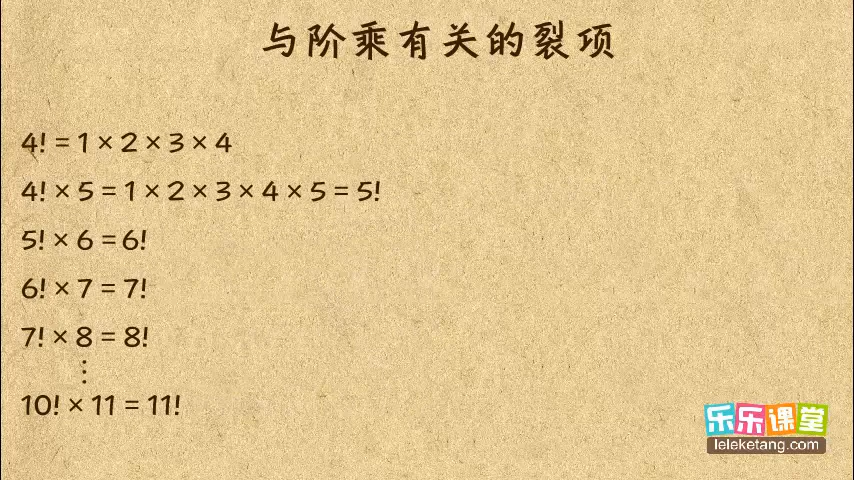 与阶乘有关的裂项
4! = 1 × 2 × 3 × 4
4! × 5 = 1 × 2 × 3 × 4 × 5 = 5!
5! × 6 = 6!
6! × 7 = 7!
7! × 8 = 8!
⋮
10! × 11 = 11!
乐乐课堂
leleketang.com